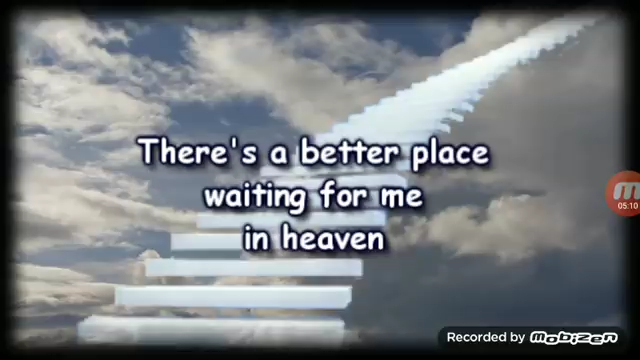 There's a better place
waiting for me
in heaven
05:10
Recorded by mobizen